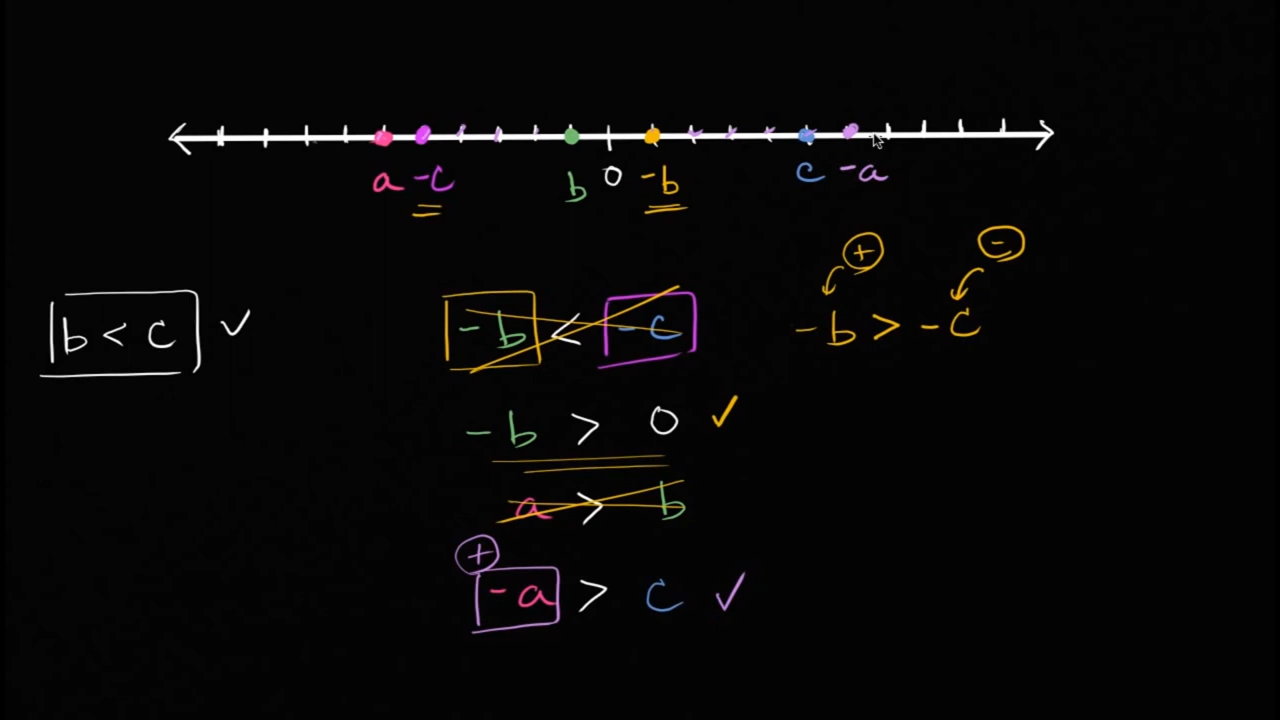 a -c b 0 -b c -a
+ -
b < c ✓ -b < -c -b > -c
-b > 0 ✓
a > b
+
-a > c ✓